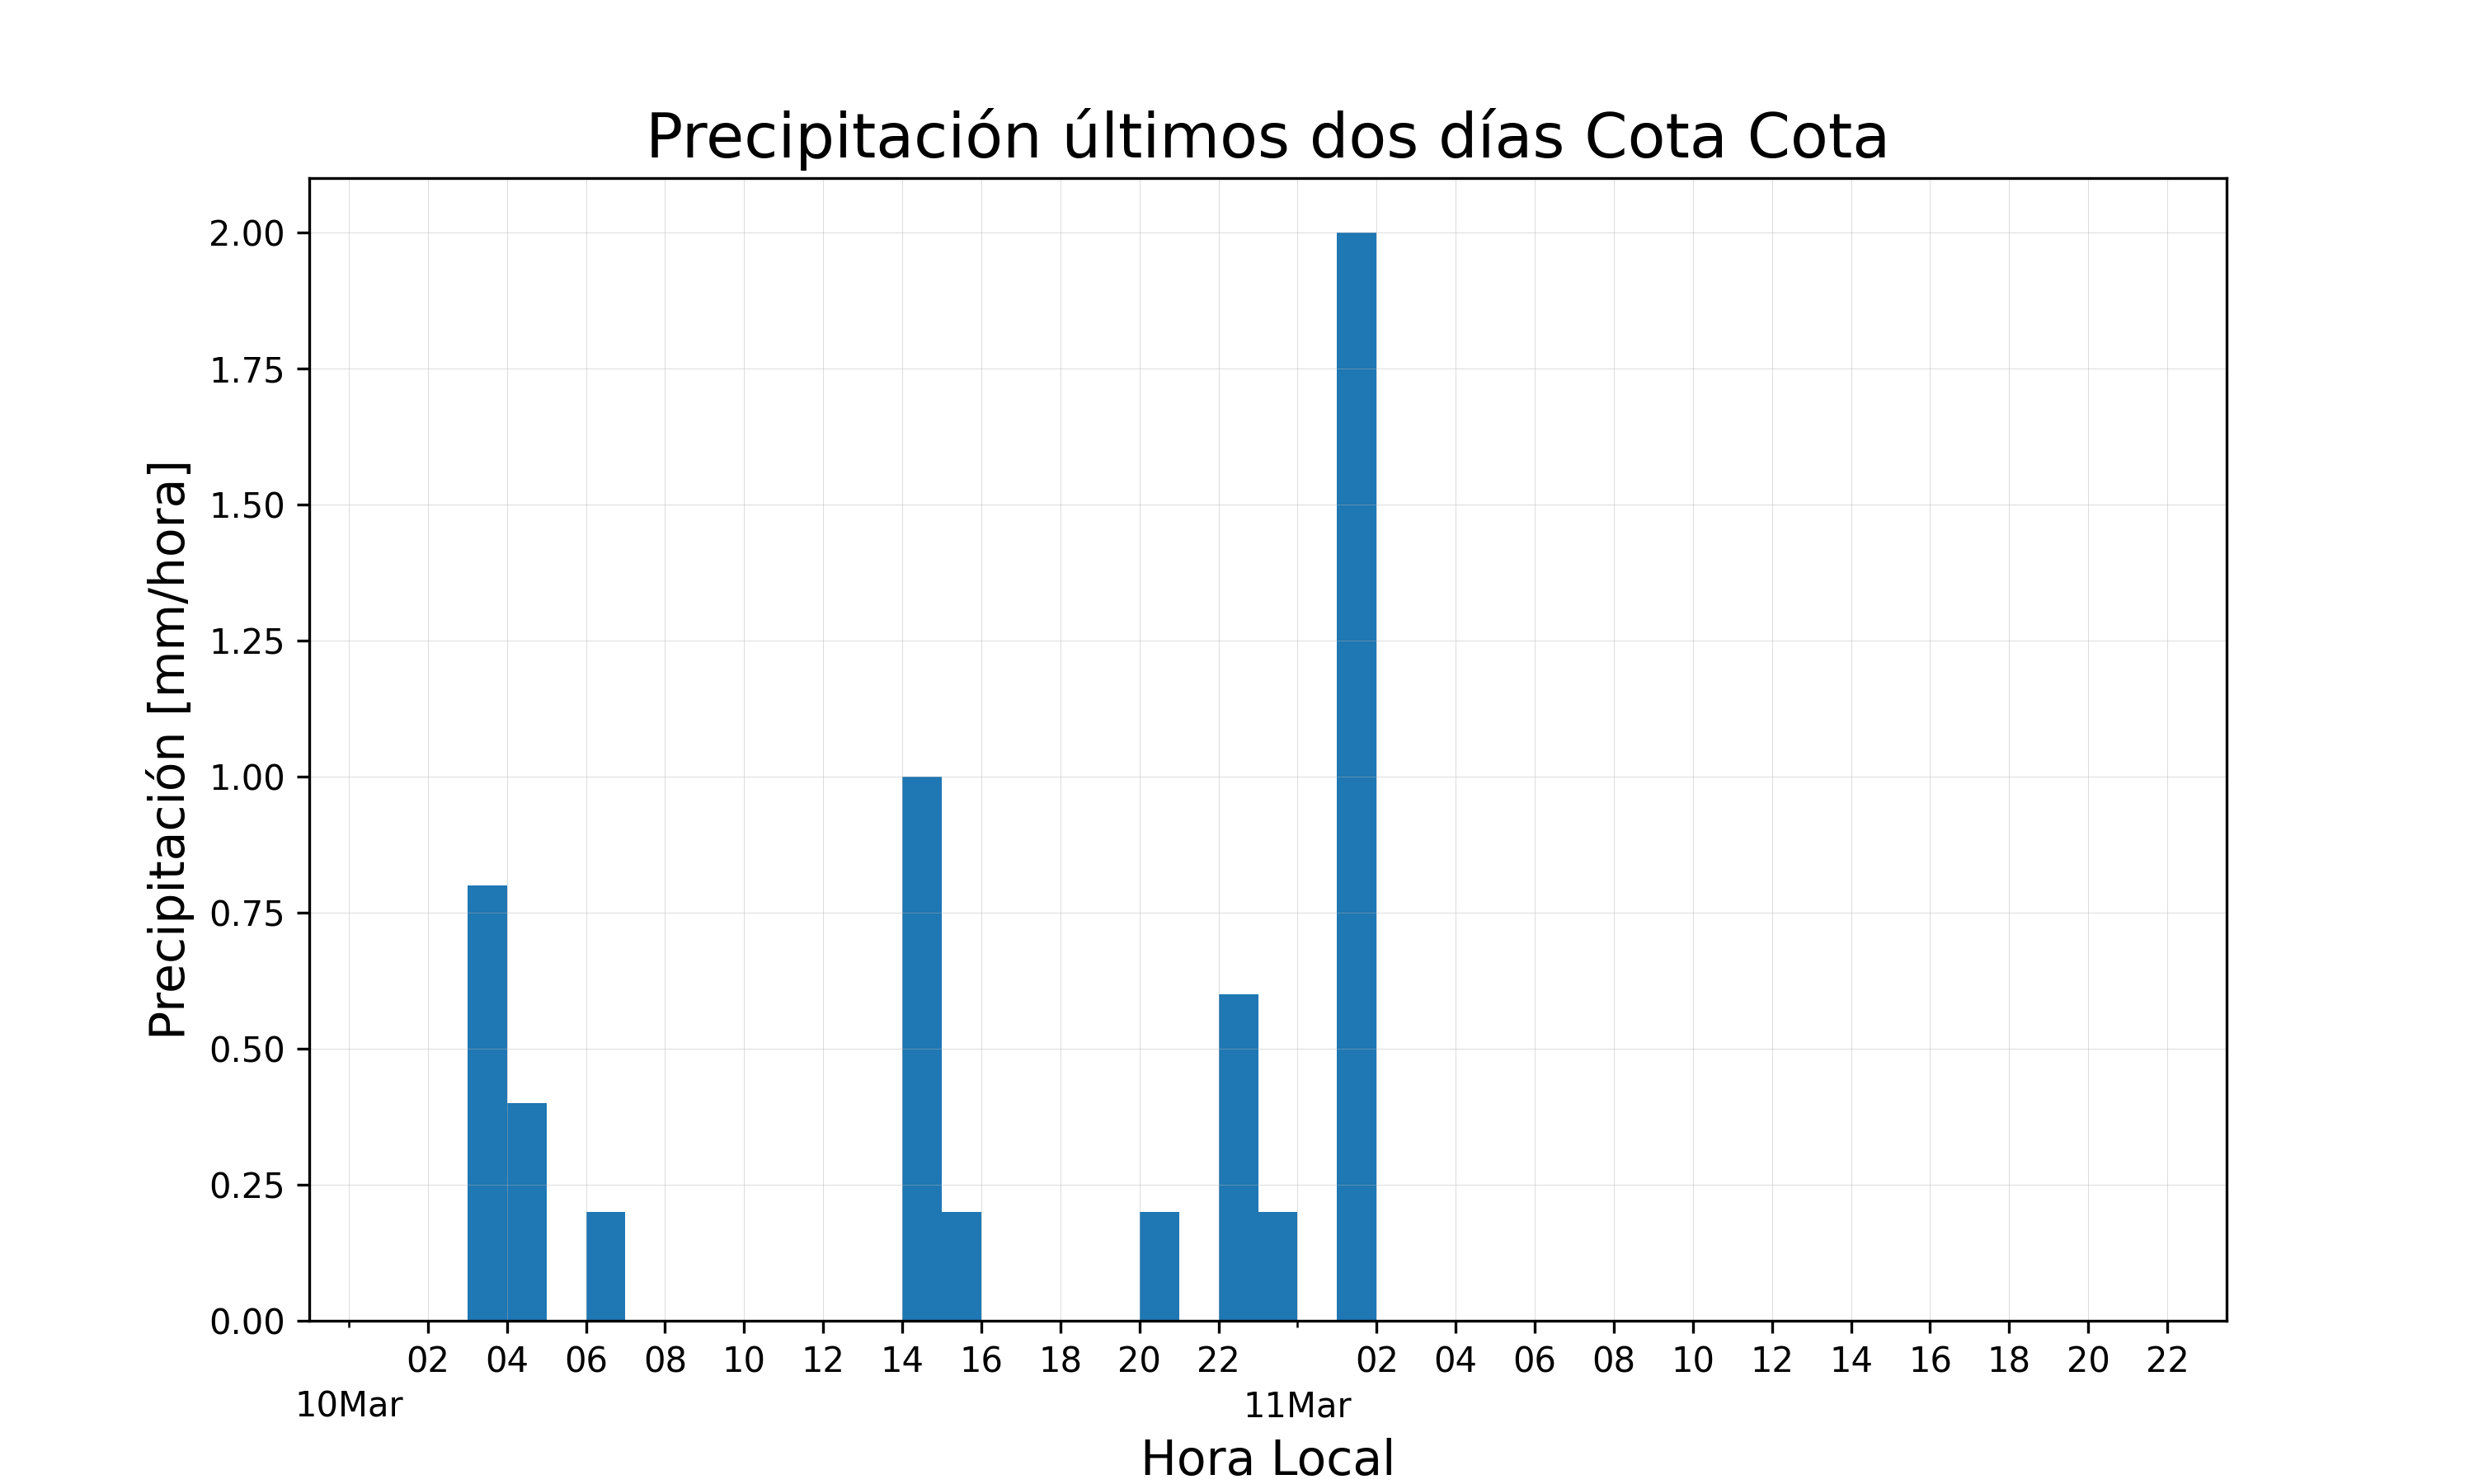 Precipitación últimos dos días Cota Cota
Precipitación [mm/hora]
2.00
1.75
1.50
1.25
1.00
0.75
0.50
0.25
0.00
02 04 06 08 10 12 14 16 18 20 22 02 04 06 08 10 12 14 16 18 20 22
10Mar 11Mar
Hora Local